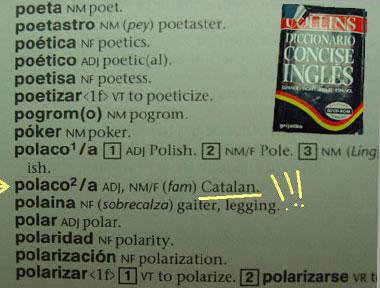 poeta NM poet.
poetastro NM (pey) poetaster.
poética NF poetics.
poético ADJ poetic(al).
poetisa NF poetess.
poetizar <1f> VT to poeticize.
pogrom(o) NM pogrom.
póker NM poker.
polaco¹/a 1 ADJ Polish. 2 NM/F Pole. 3 NM (Ling)
ish.
polaco²/a ADJ, NM/F (fam) Catalan. !!!
polaina NF (sobrecalza) gaiter, legging.
polar ADJ polar.
polaridad NF polarity.
polarización NF polarization.
polarizar <1f> 1 VT to polarize. 2 polarizarse VR t
COLLINS
DICCIONARIO
CONCISE
INGLÉS
grijalbo